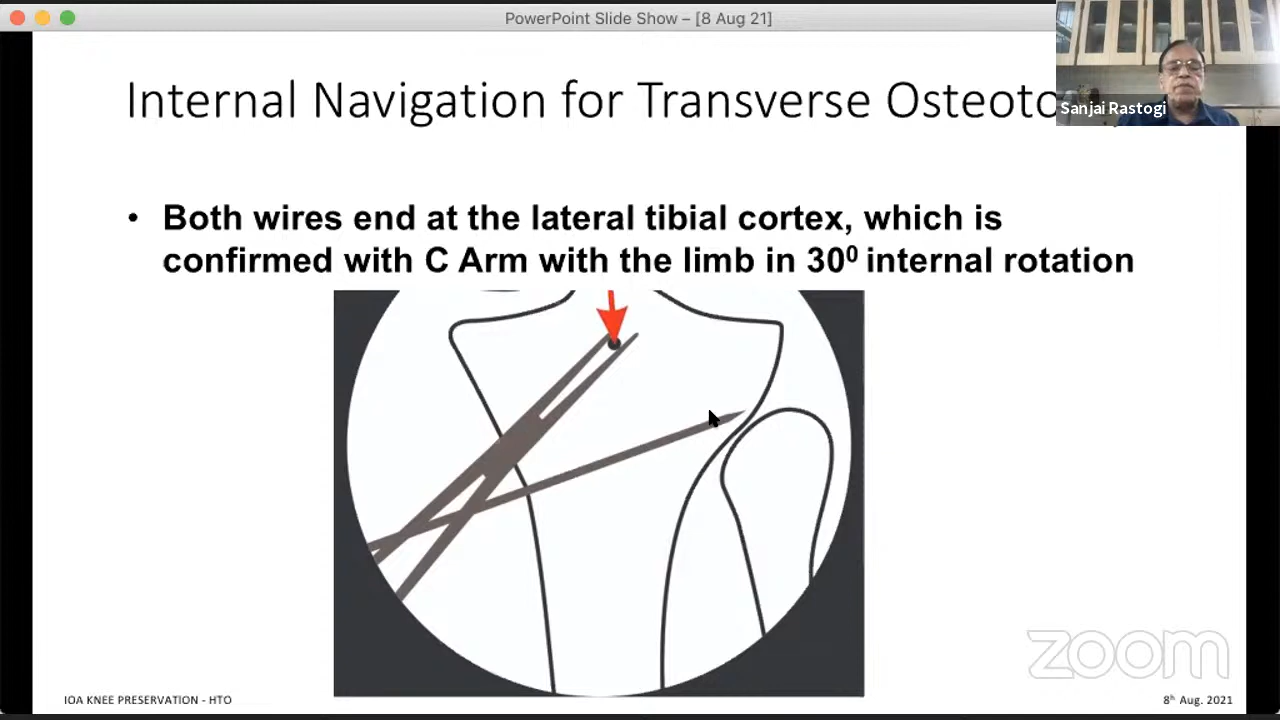 PowerPoint Slide Show – [8 Aug 21]
Internal Navigation for Transverse
Sanjai Rastogi
• Both wires end at the lateral tibial cortex, which is
confirmed with C Arm with the limb in 30⁰ internal rotation
zoom
IOA KNEE PRESERVATION - HTO
8ᵗʰ Aug. 2021